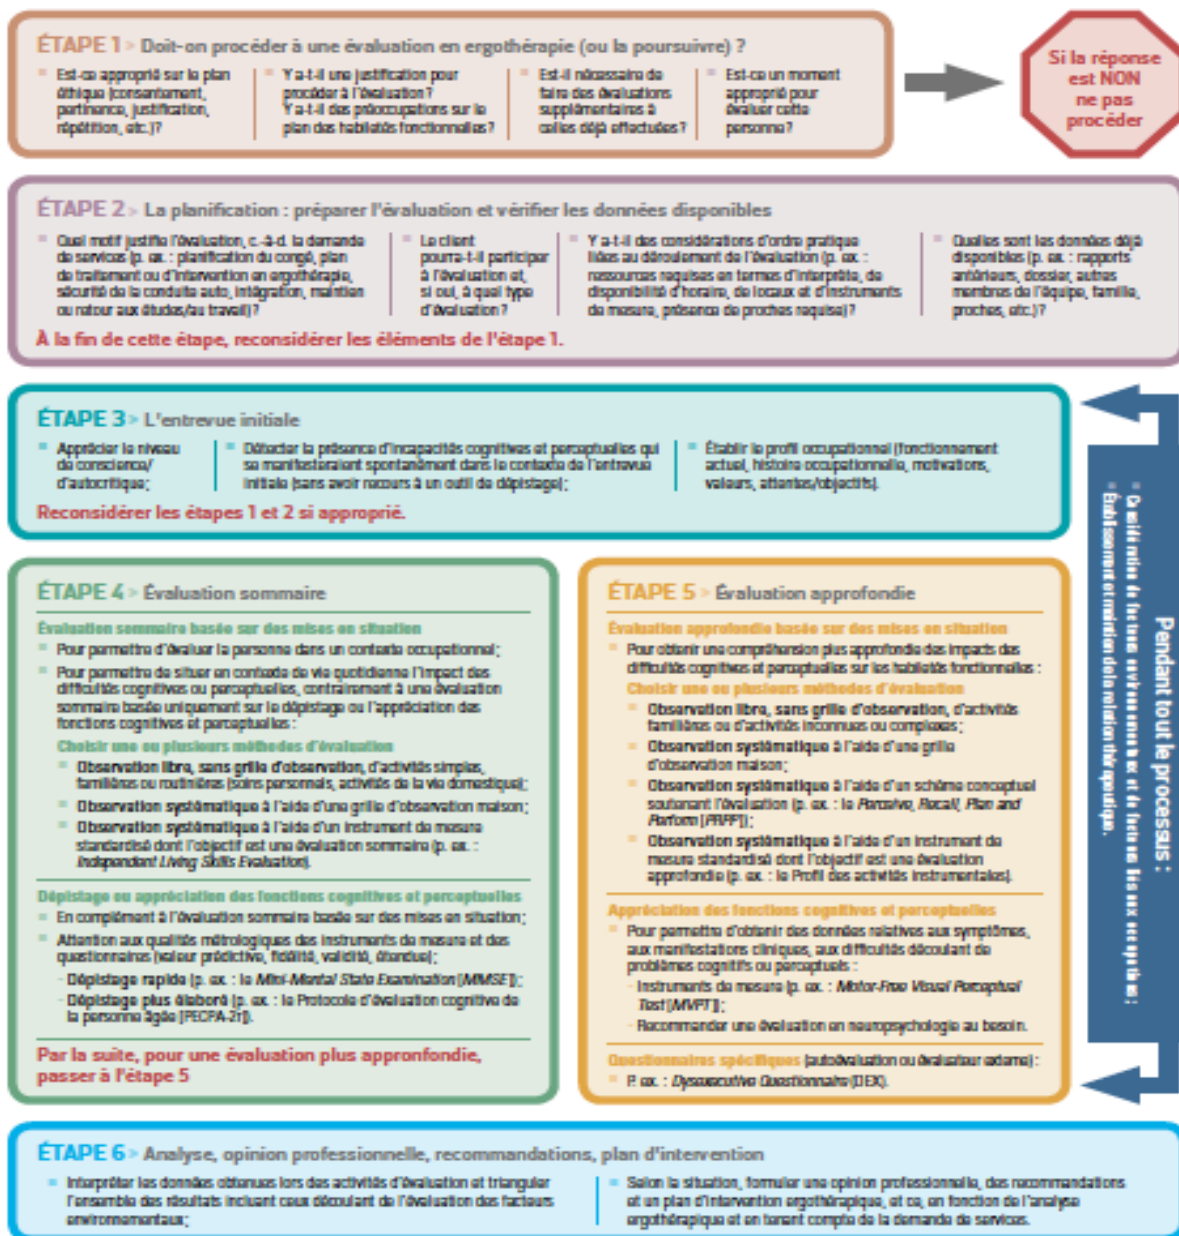 ÉTAPE 1 > Doit-on procéder à une évaluation en ergothérapie (ou la poursuivre) ?
Est-ce approprié sur le plan
éthique (consentement,
pertinence, justification,
répétition, etc.)?
Y a-t-il une justification pour
procéder à l'évaluation?
Y a-t-il des préoccupations sur le
plan des habiletés fonctionnelles?
Est-il nécessaire de
faire des évaluations
supplémentaires à
celles déjà effectuées?
Est-ce un moment
approprié pour
évaluer cette
personne?
Si la réponse
est NON
ne pas
procéder
ÉTAPE 2 > La planification : préparer l'évaluation et vérifier les données disponibles
Quel motif justifie l'évaluation, c.-à-d. la demande
de services (p. ex. : planification du congé, plan
de traitement ou d'intervention en ergothérapie,
sécurité de la conduite auto, intégration, maintien
ou retour aux études/au travail)?
Le client
pourra-t-il participer
à l'évaluation et,
si oui, à quel type
d'évaluation?
Y a-t-il des considérations d'ordre pratique
liées au déroulement de l'évaluation (p. ex. :
ressources requises en termes d'interprète, de
disponibilité d'horaire, de locaux et d'instruments
de mesure, présence de proches requise)?
Quelles sont les données déjà
disponibles (p. ex. : rapports
antérieurs, dossier, autres
membres de l'équipe, famille,
proches, etc.)?
À la fin de cette étape, reconsidérer les éléments de l'étape 1.
ÉTAPE 3 > L'entrevue initiale
Apprécier le niveau
de conscience/
d'autocritique;
Détecter la présence d'incapacités cognitives et perceptuelles qui
se manifesteraient spontanément dans le contexte de l'entrevue
initiale (sans avoir recours à un outil de dépistage);
Établir le profil occupationnel (fonctionnement
actuel, histoire occupationnelle, motivations,
valeurs, attentes/objectifs).
Reconsidérer les étapes 1 et 2 si approprié.
Pendant tout le processus :
Considération de facteurs environnementaux et de facteurs liés aux occupations;
Établissement et maintien de la relation thérapeutique.
ÉTAPE 4 > Évaluation sommaire
Évaluation sommaire basée sur des mises en situation
Pour permettre d'évaluer la personne dans un contexte occupationnel;
Pour permettre de situer en contexte de vie quotidienne l'impact des
difficultés cognitives ou perceptuelles, contrairement à une évaluation
sommaire basée uniquement sur le dépistage ou l'appréciation des
fonctions cognitives et perceptuelles :
Choisir une ou plusieurs méthodes d'évaluation
Observation libre, sans grille d'observation, d'activités simples,
familières ou routinières (soins personnels, activités de la vie domestique);
Observation systématique à l'aide d'une grille d'observation maison;
Observation systématique à l'aide d'un instrument de mesure
standardisé dont l'objectif est une évaluation sommaire (p. ex. :
Independent Living Skills Evaluation).
Dépistage ou appréciation des fonctions cognitives et perceptuelles
En complément à l'évaluation sommaire basée sur des mises en situation;
Attention aux qualités métrologiques des instruments de mesure et des
questionnaires (valeur prédictive, fidélité, validité, étendue);
- Dépistage rapide (p. ex. : le Mini-Mental State Examination [MMSE]);
- Dépistage plus élaboré (p. ex. : le Protocole d'évaluation cognitive de
la personne âgée [PECPA-2r]).
Par la suite, pour une évaluation plus appronfondie,
passer à l'étape 5
ÉTAPE 5 > Évaluation approfondie
Évaluation approfondie basée sur des mises en situation
Pour obtenir une compréhension plus approfondie des impacts des
difficultés cognitives et perceptuelles sur les habiletés fonctionnelles :
Choisir une ou plusieurs méthodes d'évaluation
Observation libre, sans grille d'observation, d'activités
familières ou d'activités inconnues ou complexes;
Observation systématique à l'aide d'une grille
d'observation maison;
Observation systématique à l'aide d'un schème conceptuel
soutenant l'évaluation (p. ex. : le Perceive, Recall, Plan and
Perform [PRPP]);
Observation systématique à l'aide d'un instrument de
mesure standardisé dont l'objectif est une évaluation
approfondie (p. ex. : le Profil des activités instrumentales).
Appréciation des fonctions cognitives et perceptuelles
Pour permettre d'obtenir des données relatives aux symptômes,
aux manifestations cliniques, aux difficultés découlant de
problèmes cognitifs ou perceptuels :
- Instruments de mesure (p. ex. : Motor-Free Visual Perceptual
Test [MVPT]);
- Recommander une évaluation en neuropsychologie au besoin.
Questionnaires spécifiques (autoévaluation ou évaluateur externe) :
P. ex. : Dysexecutive Questionnaire (DEX).
ÉTAPE 6 > Analyse, opinion professionnelle, recommandations, plan d'intervention
Interpréter les données obtenues lors des activités d'évaluation et trianguler
l'ensemble des résultats incluant ceux découlant de l'évaluation des facteurs
environnementaux;
Selon la situation, formuler une opinion professionnelle, des recommandations
et un plan d'intervention ergothérapique, et ce, en fonction de l'analyse
ergothérapique et en tenant compte de la demande de services.